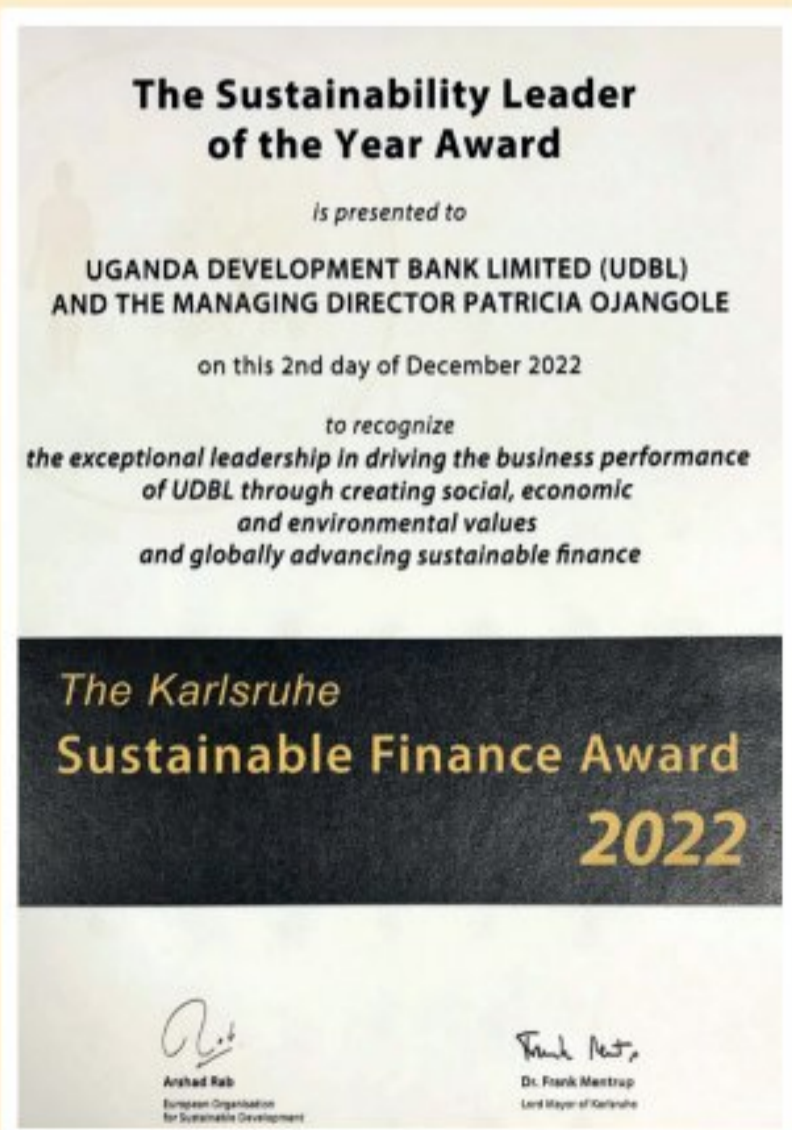 The Sustainability Leader
of the Year Award
is presented to
UGANDA DEVELOPMENT BANK LIMITED (UDBL)
AND THE MANAGING DIRECTOR PATRICIA OJANGOLE
on this 2nd day of December 2022
to recognize
the exceptional leadership in driving the business performance
of UDBL through creating social, economic
and environmental values
and globally advancing sustainable finance
The Karlsruhe
Sustainable Finance Award
2022
Arshad Rab
European Organisation
for Sustainable Development
Dr. Frank Mentrup
Lord Mayor of Karlsruhe